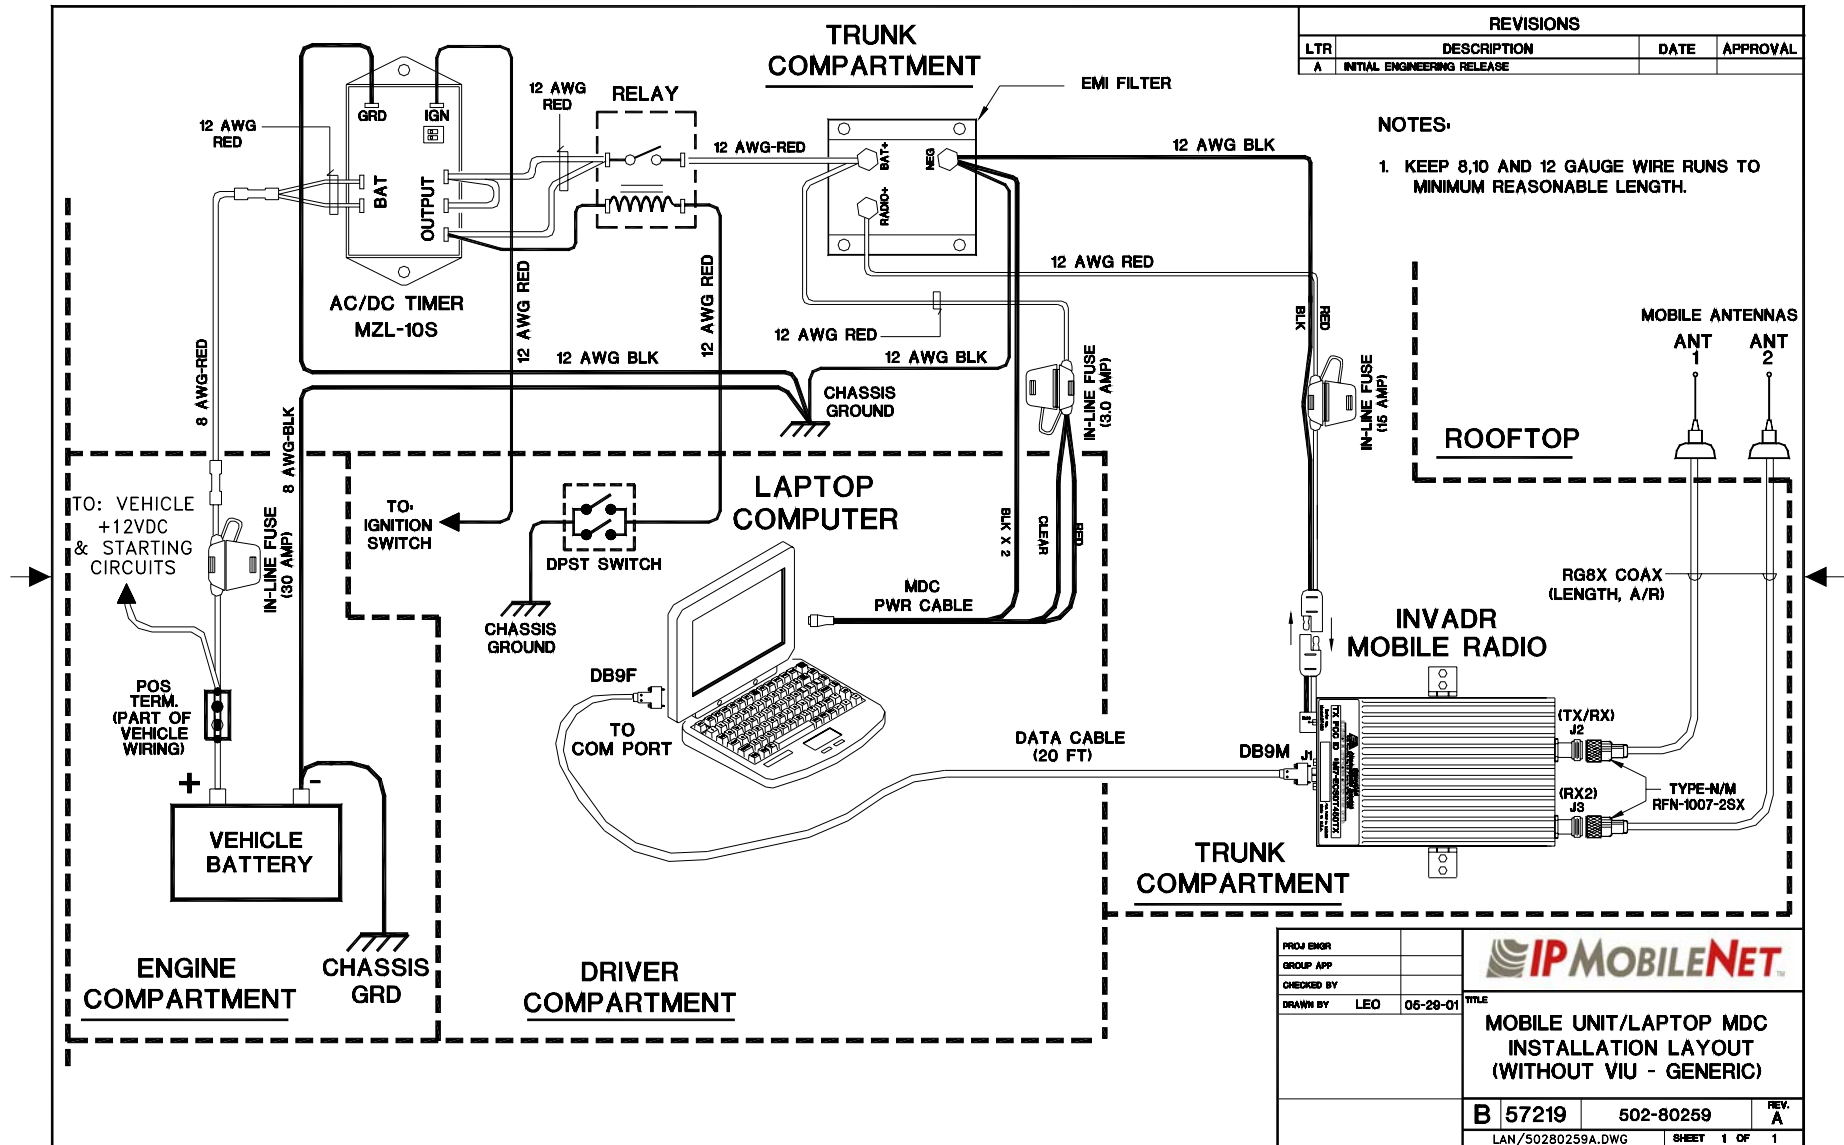 REVISIONS
LTR DESCRIPTION DATE APPROVAL
A INITIAL ENGINEERING RELEASE
NOTES:
1. KEEP 8,10 AND 12 GAUGE WIRE RUNS TO
MINIMUM REASONABLE LENGTH.
TRUNK
COMPARTMENT
EMI FILTER
12 AWG
RED
RELAY
12 AWG
RED
GRD
IGN
BAT
OUTPUT
AC/DC TIMER
MZL-10S
12 AWG-RED
BAT+
NEG
RADIO+
12 AWG BLK
12 AWG RED
12 AWG RED
12 AWG RED
12 AWG RED
12 AWG BLK
12 AWG BLK
8 AWG-RED
8 AWG-BLK
CHASSIS
GROUND
IN-LINE FUSE
(3.0 AMP)
BLK
RED
IN-LINE FUSE
(15 AMP)
MOBILE ANTENNAS
ANT
1
ANT
2
ROOFTOP
TO: VEHICLE
+12VDC
& STARTING
CIRCUITS
IN-LINE FUSE
(30 AMP)
TO:
IGNITION
SWITCH
DPST SWITCH
CHASSIS
GROUND
LAPTOP
COMPUTER
BLK X 2
CLEAR
RED
MDC
PWR CABLE
RG8X COAX
(LENGTH, A/R)
INVADR
MOBILE RADIO
POS
TERM.
(PART OF
VEHICLE
WIRING)
+
-
VEHICLE
BATTERY
DB9F
TO
COM PORT
DATA CABLE
(20 FT)
DB9M
J1
(TX/RX)
J2
(RX2)
J3
TYPE-N/M
RFN-1007-2SX
TRUNK
COMPARTMENT
ENGINE
COMPARTMENT
CHASSIS
GRD
DRIVER
COMPARTMENT
PROJ ENGR
GROUP APP
CHECKED BY
DRAWN BY LEO 05-29-01
IPMOBILENET
TITLE
MOBILE UNIT/LAPTOP MDC
INSTALLATION LAYOUT
(WITHOUT VIU - GENERIC)
B 57219 502-80259 REV. A
LAN/50280259A.DWG SHEET 1 OF 1